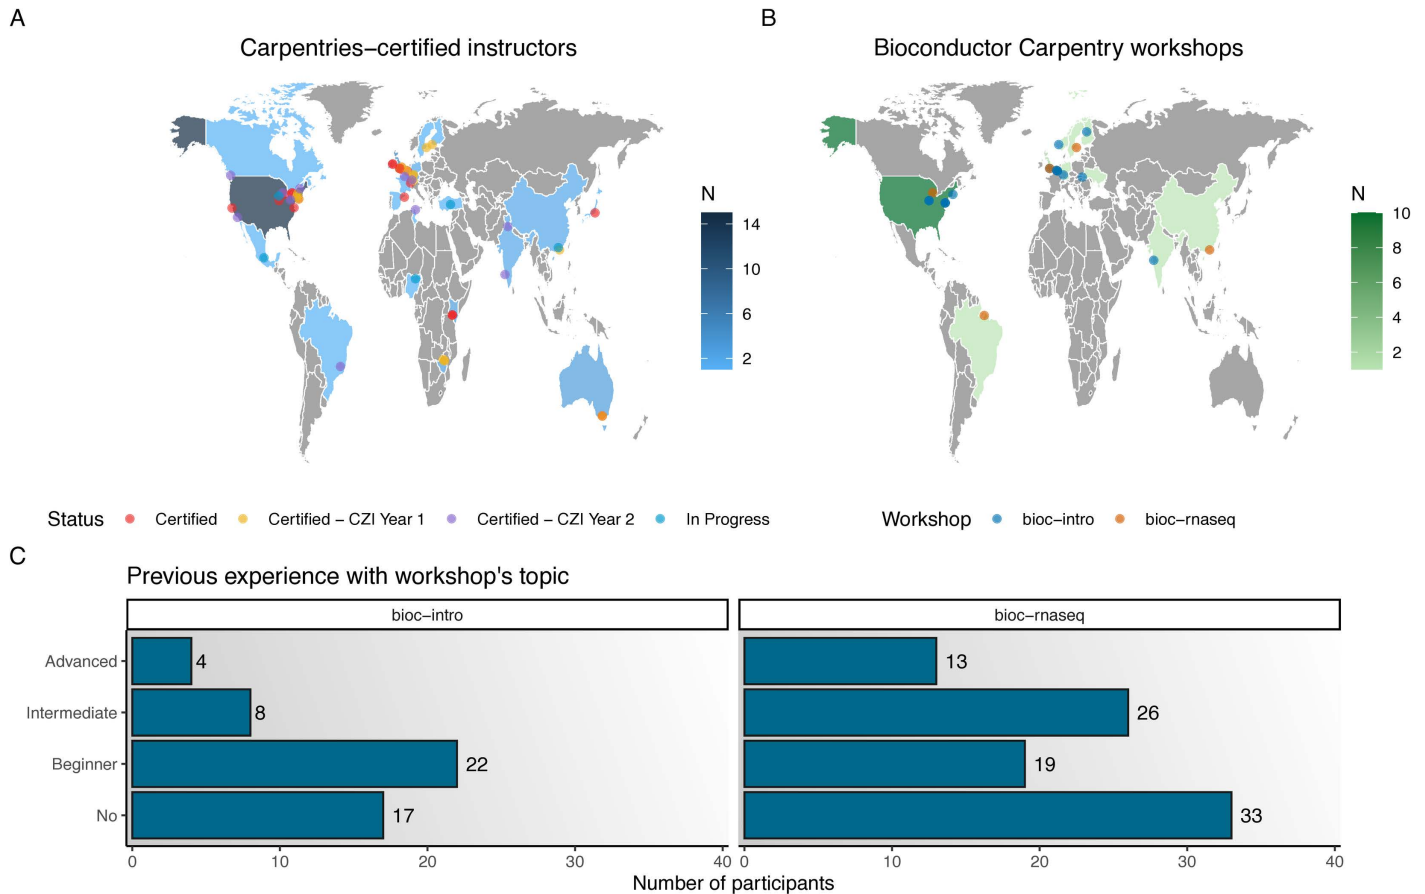 A
B
Carpentries–certified instructors
Bioconductor Carpentry workshops
N
14
10
6
2
N
10
8
6
4
2
Status Certified Certified – CZI Year 1 Certified – CZI Year 2 In Progress
Workshop bioc–intro bioc–rnaseq
C
Previous experience with workshop's topic
bioc–intro
bioc–rnaseq
Advanced 4 13
Intermediate 8 26
Beginner 22 19
No 17 33
0 10 20 30 40 0 10 20 30 40
Number of participants